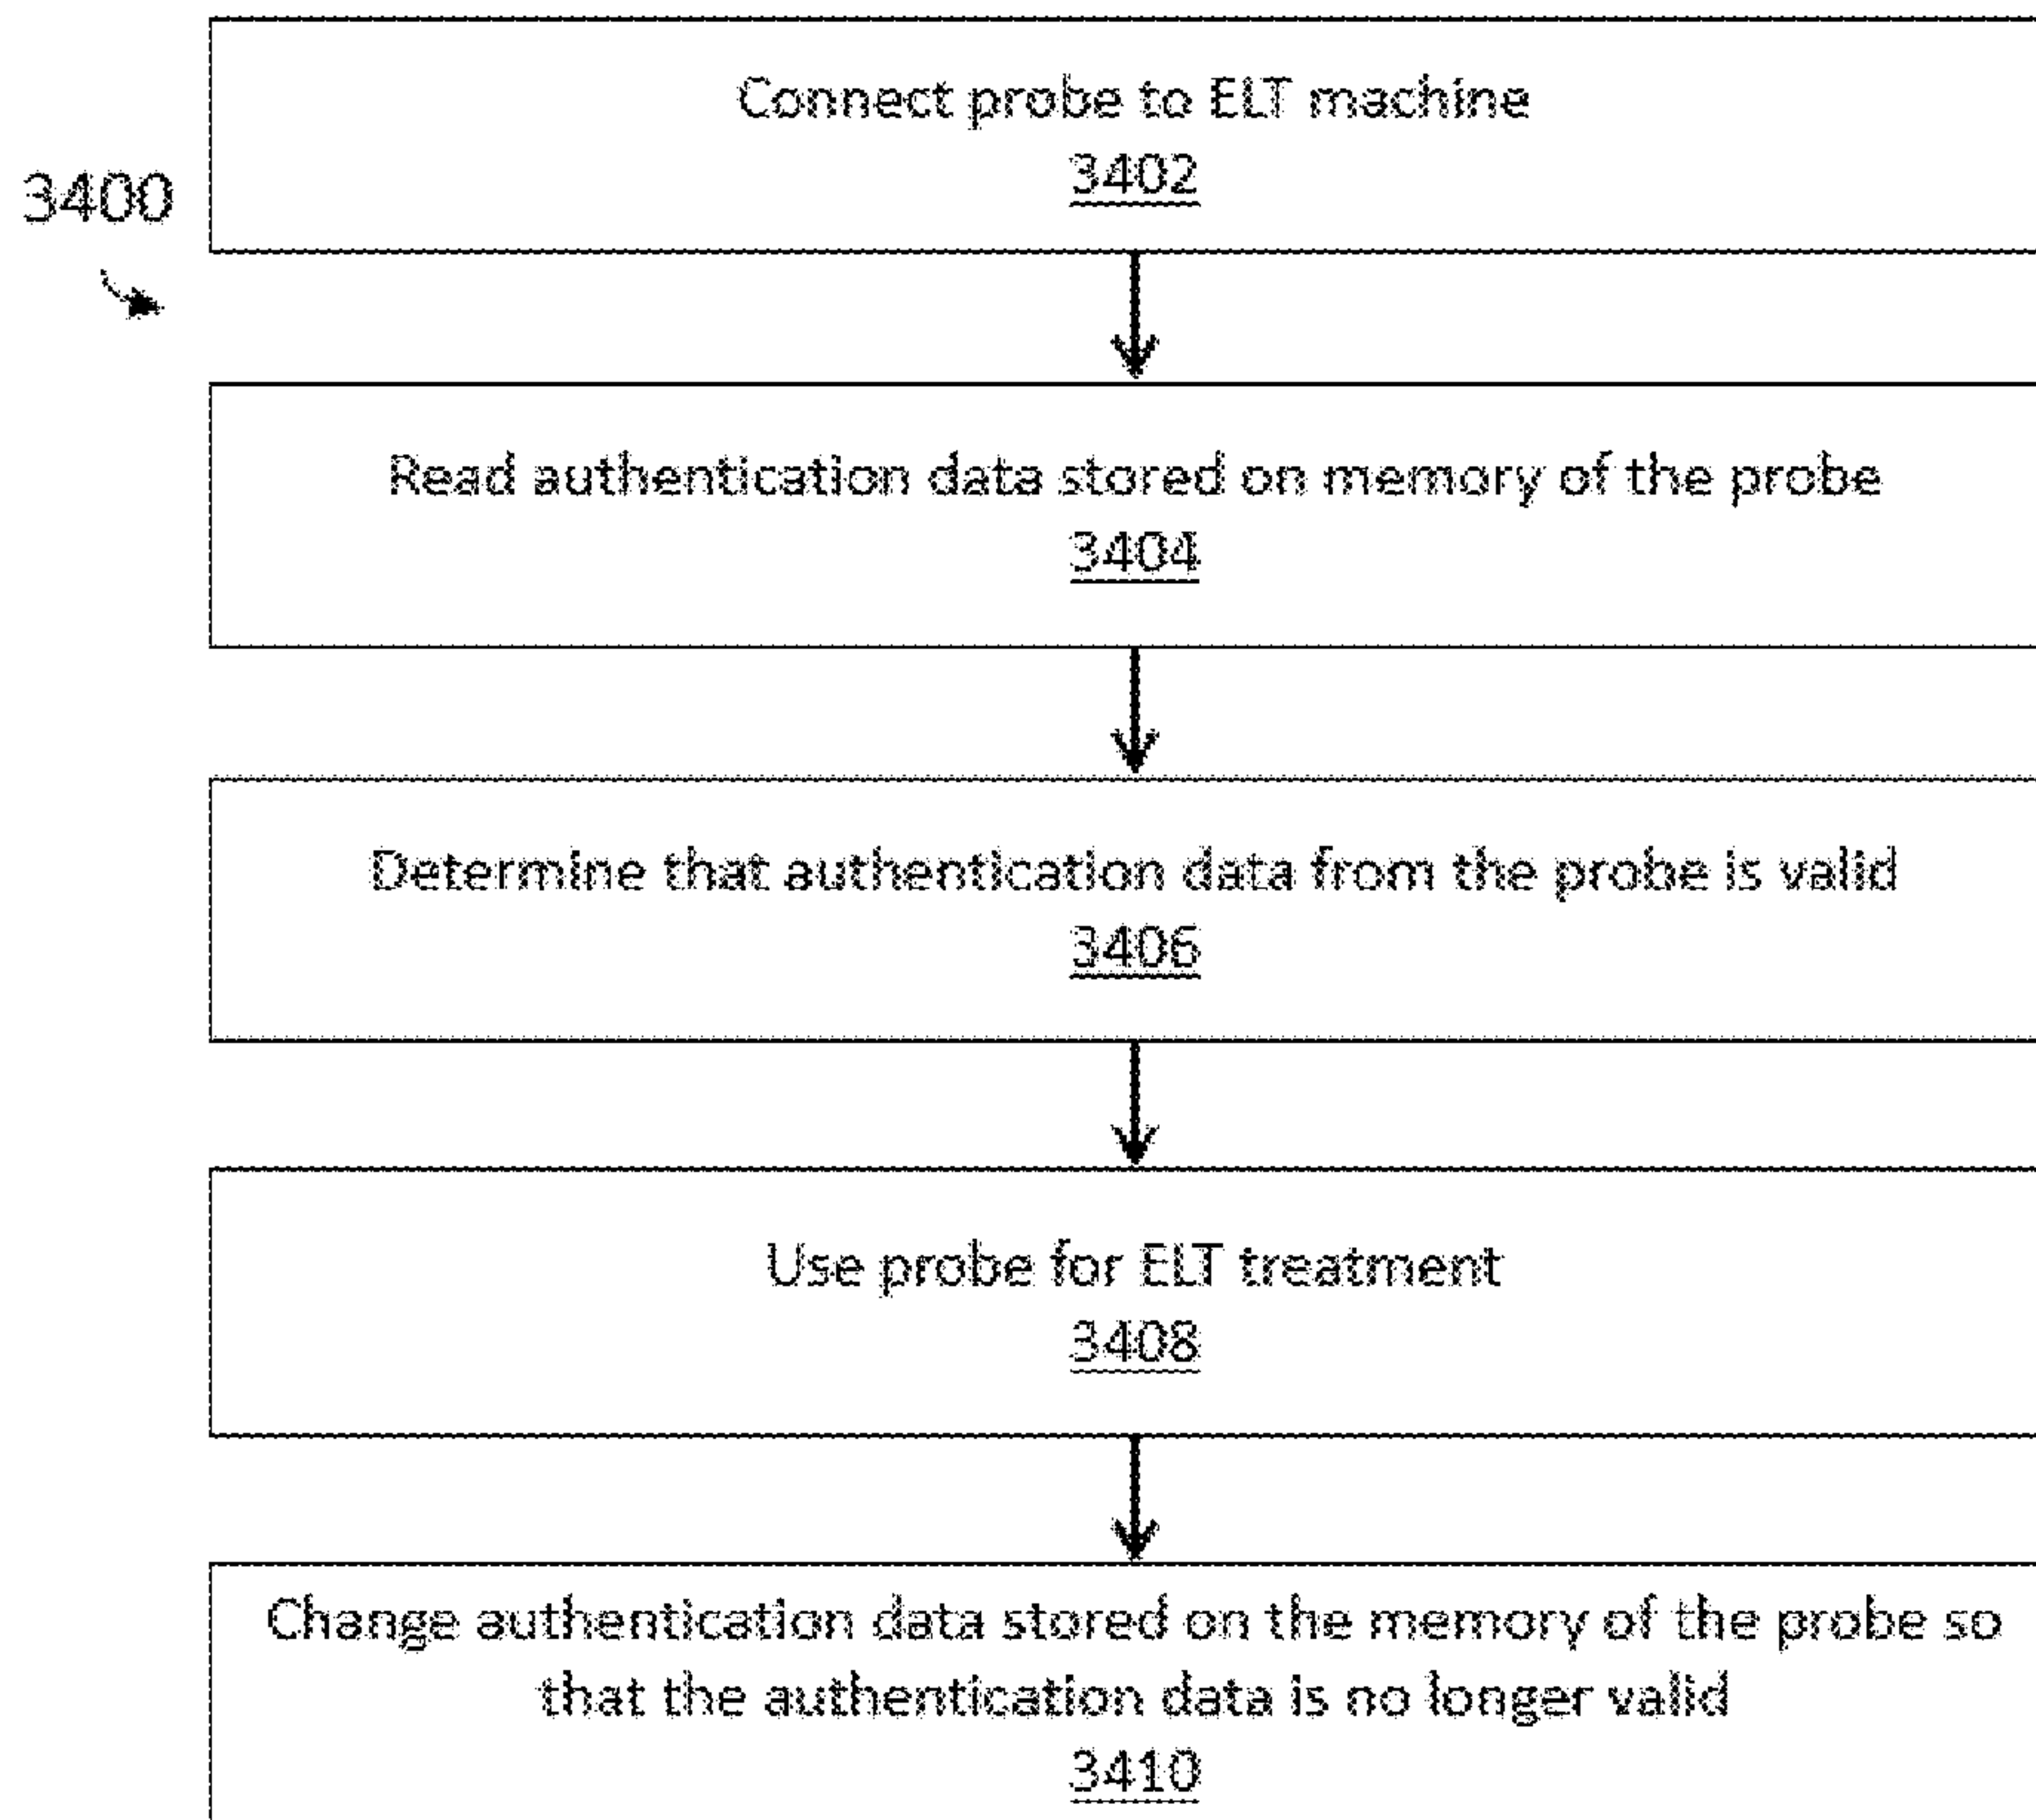 Connect probe to ELT machine
3402
3400
Read authentication data stored on memory of the probe
3404
Determine that authentication data from the probe is valid
3406
Use probe for ELT treatment
3408
Change authentication data stored on the memory of the probe so
that the authentication data is no longer valid
3410